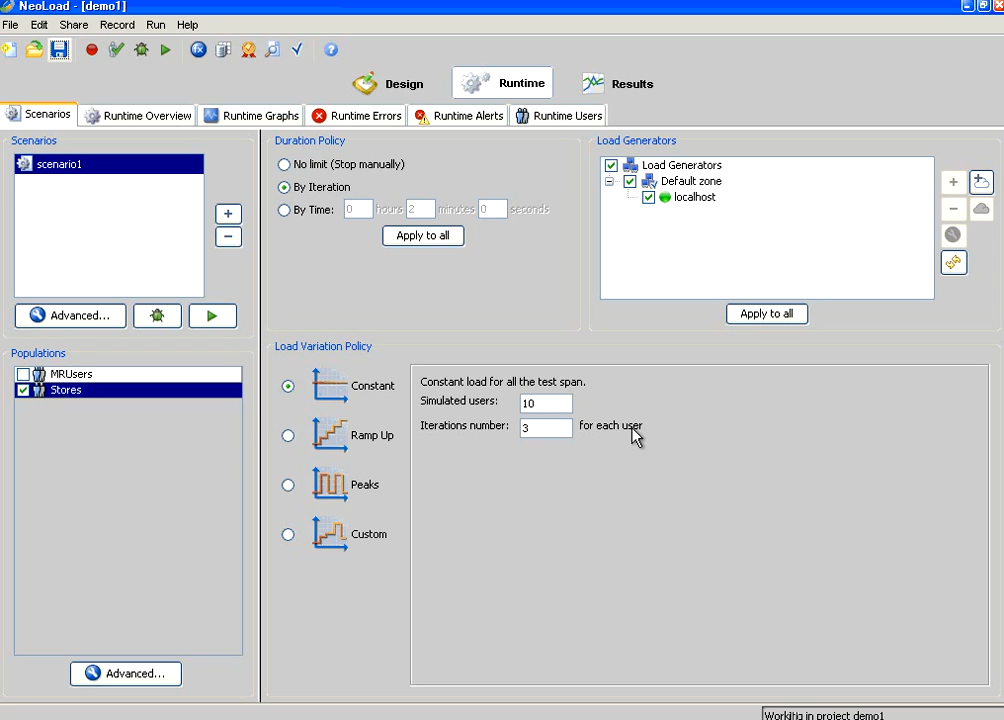 NeoLoad - [demo1]
File Edit Share Record Run Help
Design Runtime Results
Scenarios Runtime Overview Runtime Graphs Runtime Errors Runtime Alerts Runtime Users
Scenarios
scenario1
Advanced...
Populations
MRUsers
Stores
Advanced...
Duration Policy
No limit (Stop manually)
By Iteration
By Time: 0 hours 2 minutes 0 seconds
Apply to all
Load Generators
Load Generators
Default zone
localhost
Apply to all
Load Variation Policy
Constant
Ramp Up
Peaks
Custom
Constant load for all the test span.
Simulated users: 10
Iterations number: 3 for each user
Working in project demo1